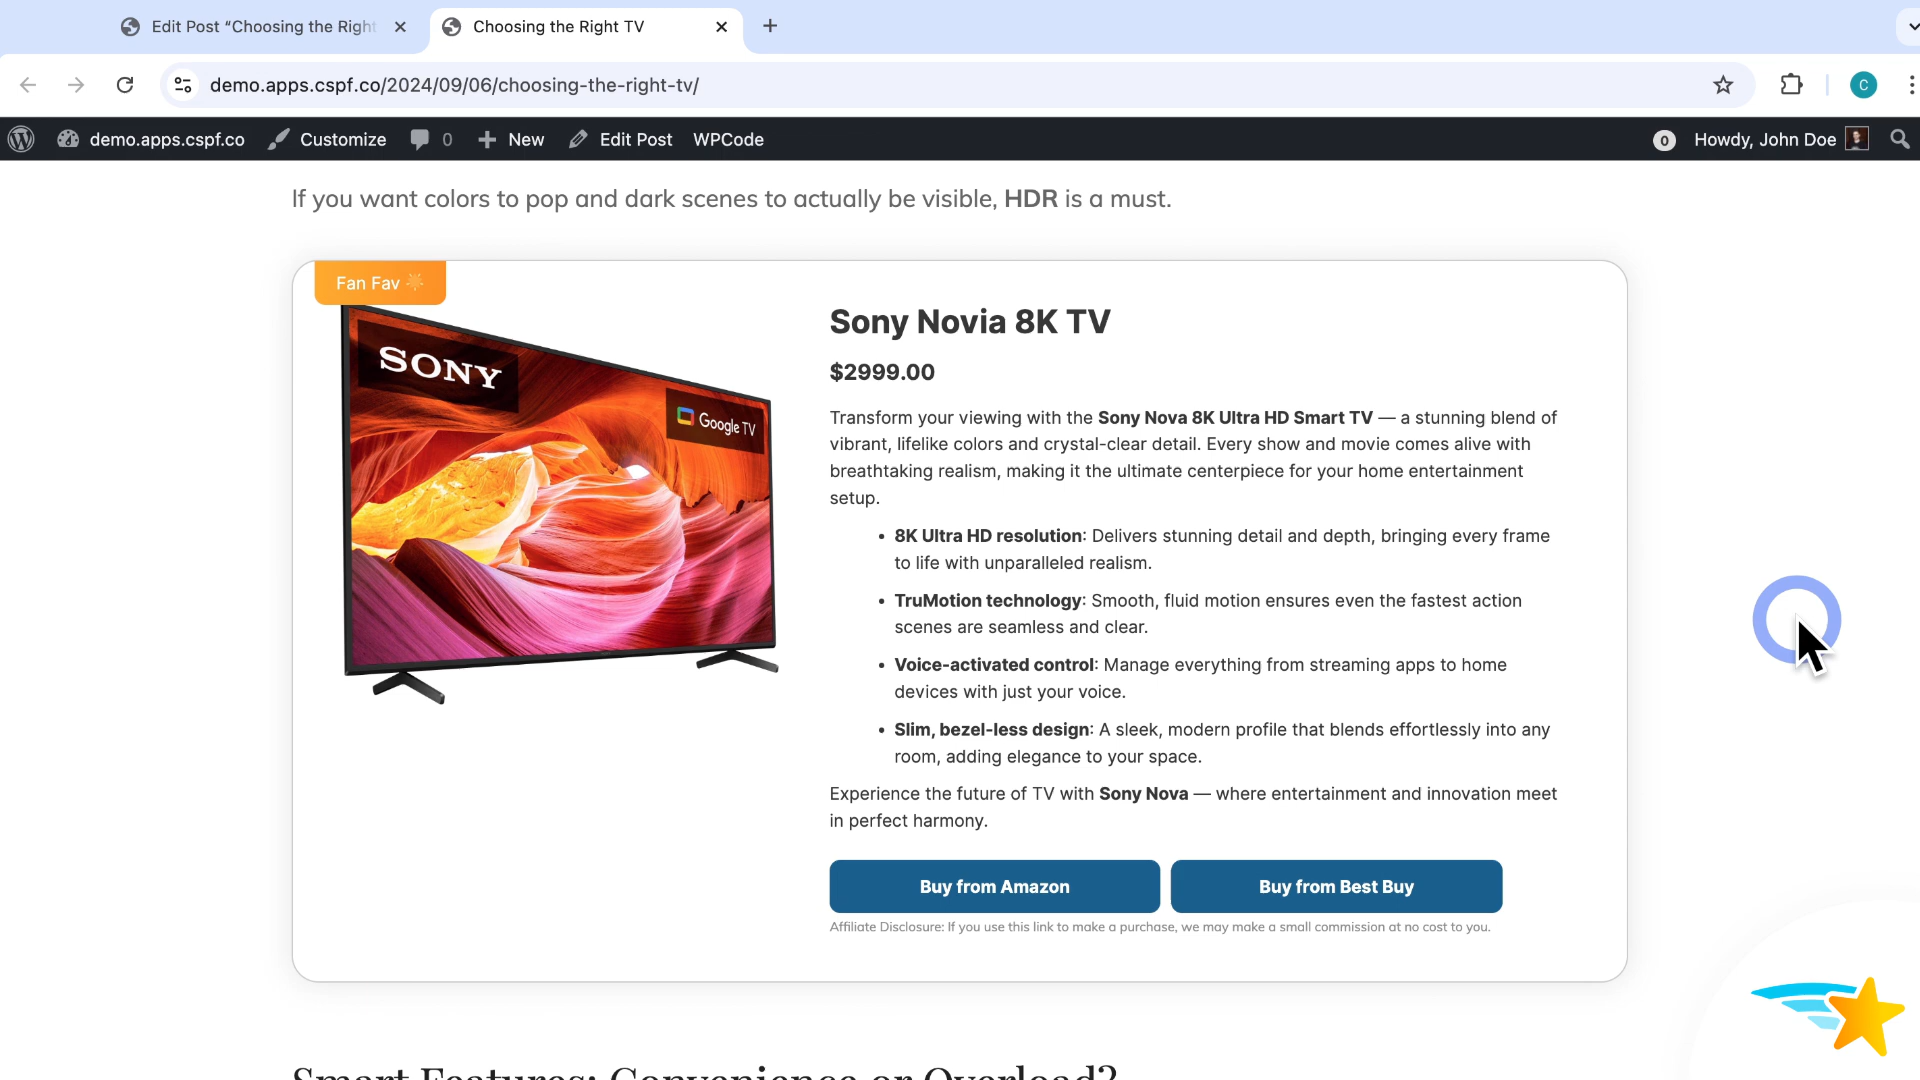 Edit Post “Choosing the Right
Choosing the Right TV
demo.apps.cspf.co/2024/09/06/choosing-the-right-tv/
C
demo.apps.cspf.co
Customize
0
New
Edit Post
WPCode
0
Howdy, John Doe
If you want colors to pop and dark scenes to actually be visible, HDR is a must.
Fan Fav
SONY
Google TV
Sony Novia 8K TV
$2999.00
Transform your viewing with the Sony Nova 8K Ultra HD Smart TV — a stunning blend of
vibrant, lifelike colors and crystal-clear detail. Every show and movie comes alive with
breathtaking realism, making it the ultimate centerpiece for your home entertainment
setup.
• 8K Ultra HD resolution: Delivers stunning detail and depth, bringing every frame
to life with unparalleled realism.
• TruMotion technology: Smooth, fluid motion ensures even the fastest action
scenes are seamless and clear.
• Voice-activated control: Manage everything from streaming apps to home
devices with just your voice.
• Slim, bezel-less design: A sleek, modern profile that blends effortlessly into any
room, adding elegance to your space.
Experience the future of TV with Sony Nova — where entertainment and innovation meet
in perfect harmony.
Buy from Amazon
Buy from Best Buy
Affiliate Disclosure: If you use this link to make a purchase, we may make a small commission at no cost to you.
Smart Features: Convenience or Overload?